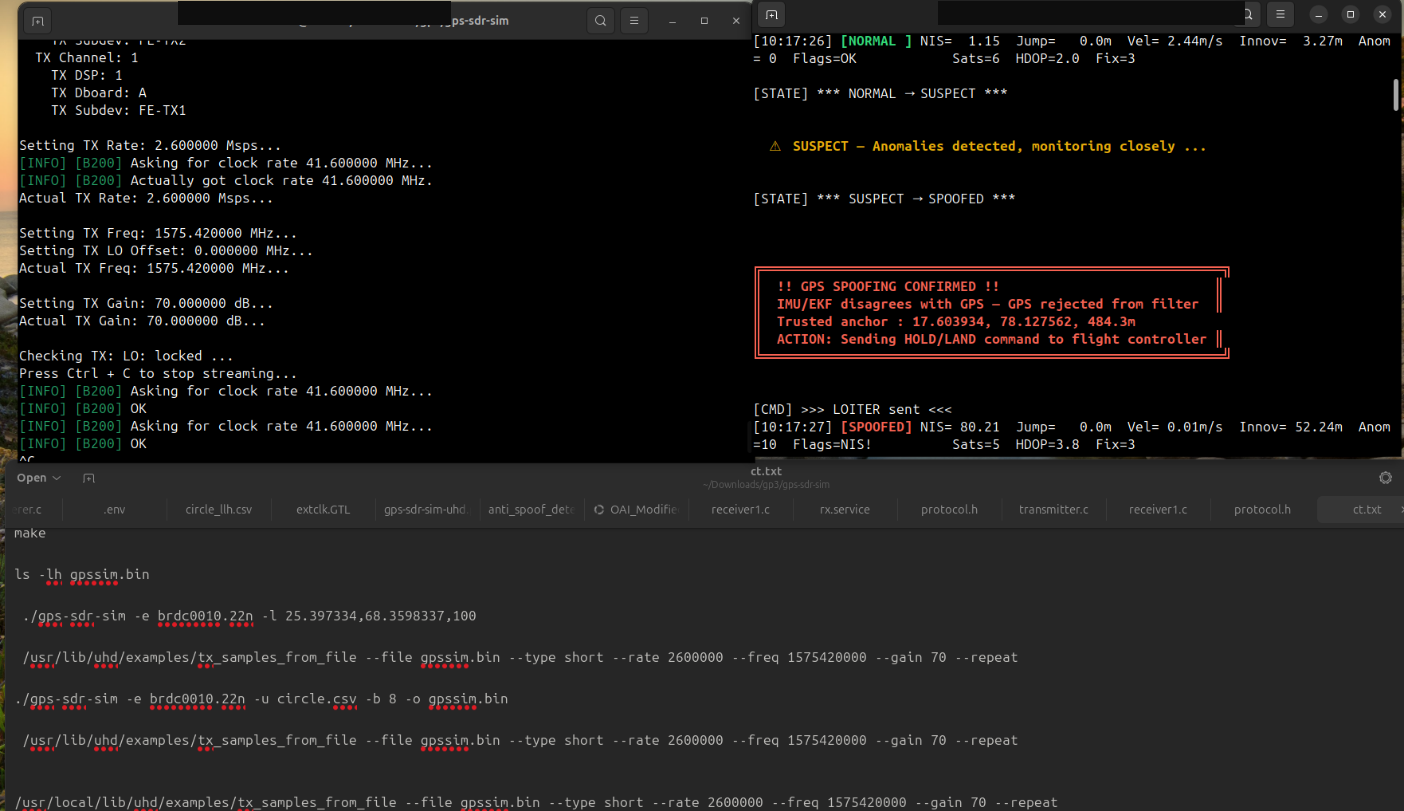 gps-sdr-sim
TX Subdev: FE-TX2
TX Channel: 1
TX DSP: 1
TX Dboard: A
TX Subdev: FE-TX1
Setting TX Rate: 2.600000 Msps...
[INFO] [B200] Asking for clock rate 41.600000 MHz...
[INFO] [B200] Actually got clock rate 41.600000 MHz.
Actual TX Rate: 2.600000 Msps...
Setting TX Freq: 1575.420000 MHz...
Setting TX LO Offset: 0.000000 MHz...
Actual TX Freq: 1575.420000 MHz...
Setting TX Gain: 70.000000 dB...
Actual TX Gain: 70.000000 dB...
Checking TX: LO: locked ...
Press Ctrl + C to stop streaming...
[INFO] [B200] Asking for clock rate 41.600000 MHz...
[INFO] [B200] OK
[INFO] [B200] Asking for clock rate 41.600000 MHz...
[INFO] [B200] OK
^C
[10:17:26] [NORMAL ] NIS=  1.15  Jump=   0.0m  Vel= 2.44m/s  Innov=  3.27m  Anom
= 0  Flags=OK            Sats=6  HDOP=2.0  Fix=3
[STATE] *** NORMAL → SUSPECT ***
⚠ SUSPECT — Anomalies detected, monitoring closely ...
[STATE] *** SUSPECT → SPOOFED ***
!! GPS SPOOFING CONFIRMED !!
IMU/EKF disagrees with GPS — GPS rejected from filter
Trusted anchor : 17.603934, 78.127562, 484.3m
ACTION: Sending HOLD/LAND command to flight controller
[CMD] >>> LOITER sent <<<
[10:17:27] [SPOOFED] NIS= 80.21  Jump=   0.0m  Vel= 0.01m/s  Innov= 52.24m  Anom
=10  Flags=NIS!          Sats=5  HDOP=3.8  Fix=3
Open
ct.txt
~/Downloads/gp3/gps-sdr-sim
erer.c .env circle_llh.csv extclk.GTL gps-sdr-sim-uhd. anti_spoof_dete OAI_Modifie receiver1.c rx.service protocol.h transmitter.c receiver1.c protocol.h ct.txt
make
ls -lh gpssim.bin
./gps-sdr-sim -e brdc0010.22n -l 25.397334,68.3598337,100
/usr/lib/uhd/examples/tx_samples_from_file --file gpssim.bin --type short --rate 2600000 --freq 1575420000 --gain 70 --repeat
./gps-sdr-sim -e brdc0010.22n -u circle.csv -b 8 -o gpssim.bin
/usr/lib/uhd/examples/tx_samples_from_file --file gpssim.bin --type short --rate 2600000 --freq 1575420000 --gain 70 --repeat
/usr/local/lib/uhd/examples/tx_samples_from_file --file gpssim.bin --type short --rate 2600000 --freq 1575420000 --gain 70 --repeat